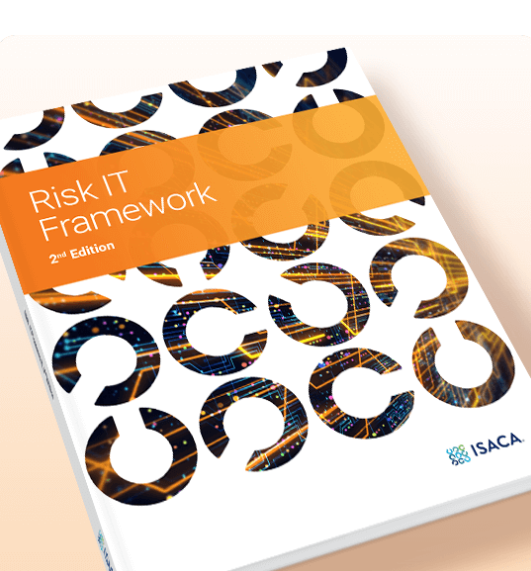 Risk IT
Framework
2nd Edition
ISACA.